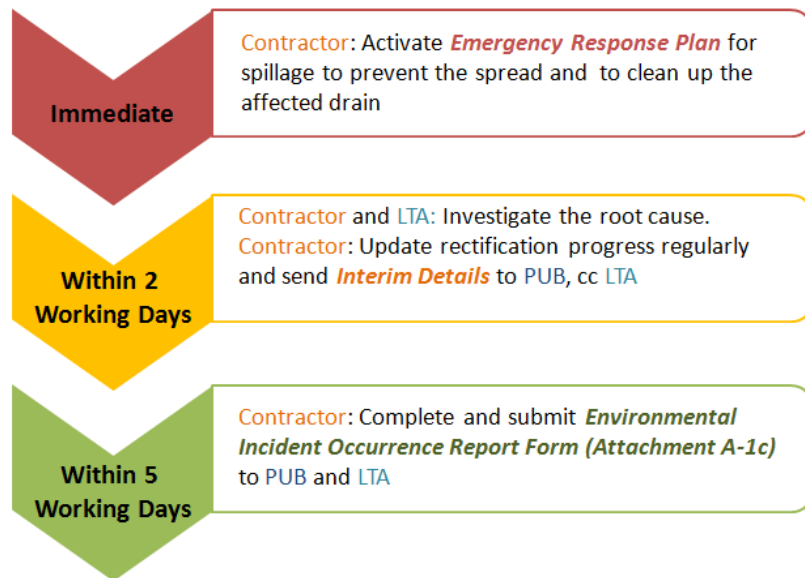 Immediate
Contractor: Activate Emergency Response Plan for
spillage to prevent the spread and to clean up the
affected drain
Within 2
Working Days
Contractor and LTA: Investigate the root cause.
Contractor: Update rectification progress regularly
and send Interim Details to PUB, cc LTA
Within 5
Working Days
Contractor: Complete and submit Environmental
Incident Occurrence Report Form (Attachment A-1c)
to PUB and LTA